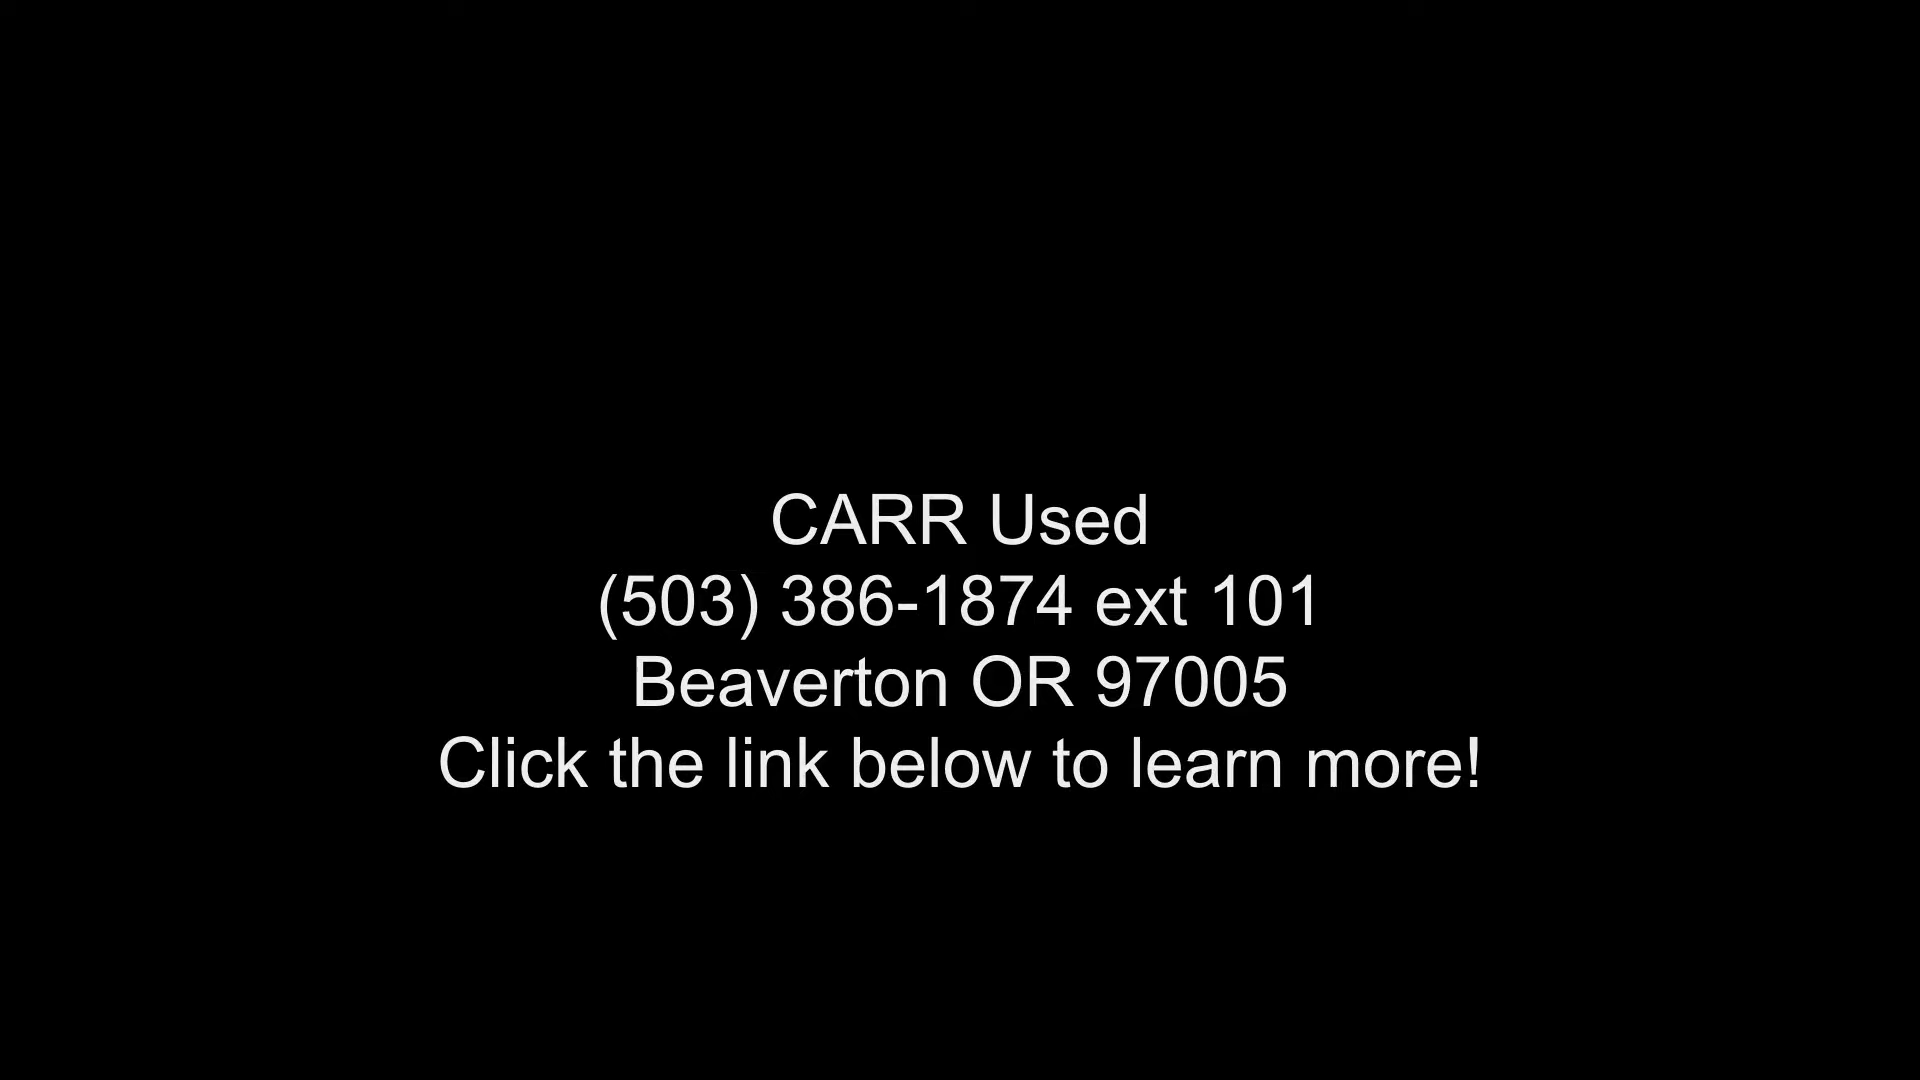 CARR Used
(503) 386-1874 ext 101
Beaverton OR 97005
Click the link below to learn more!